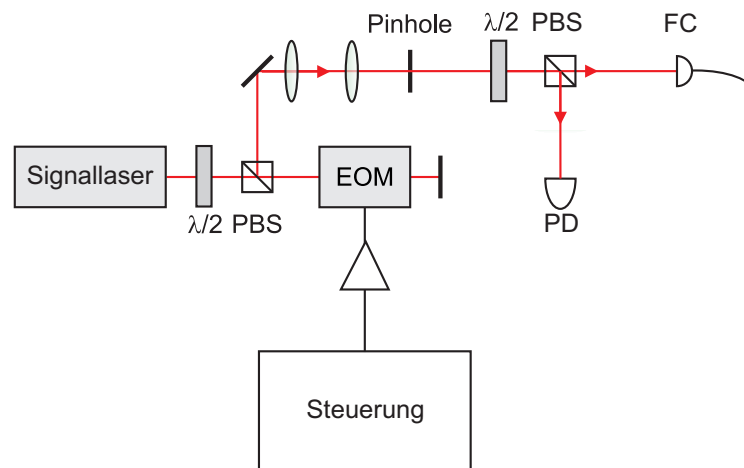 Pinhole
λ/2 PBS
FC
Signallaser
EOM
λ/2 PBS
PD
Steuerung